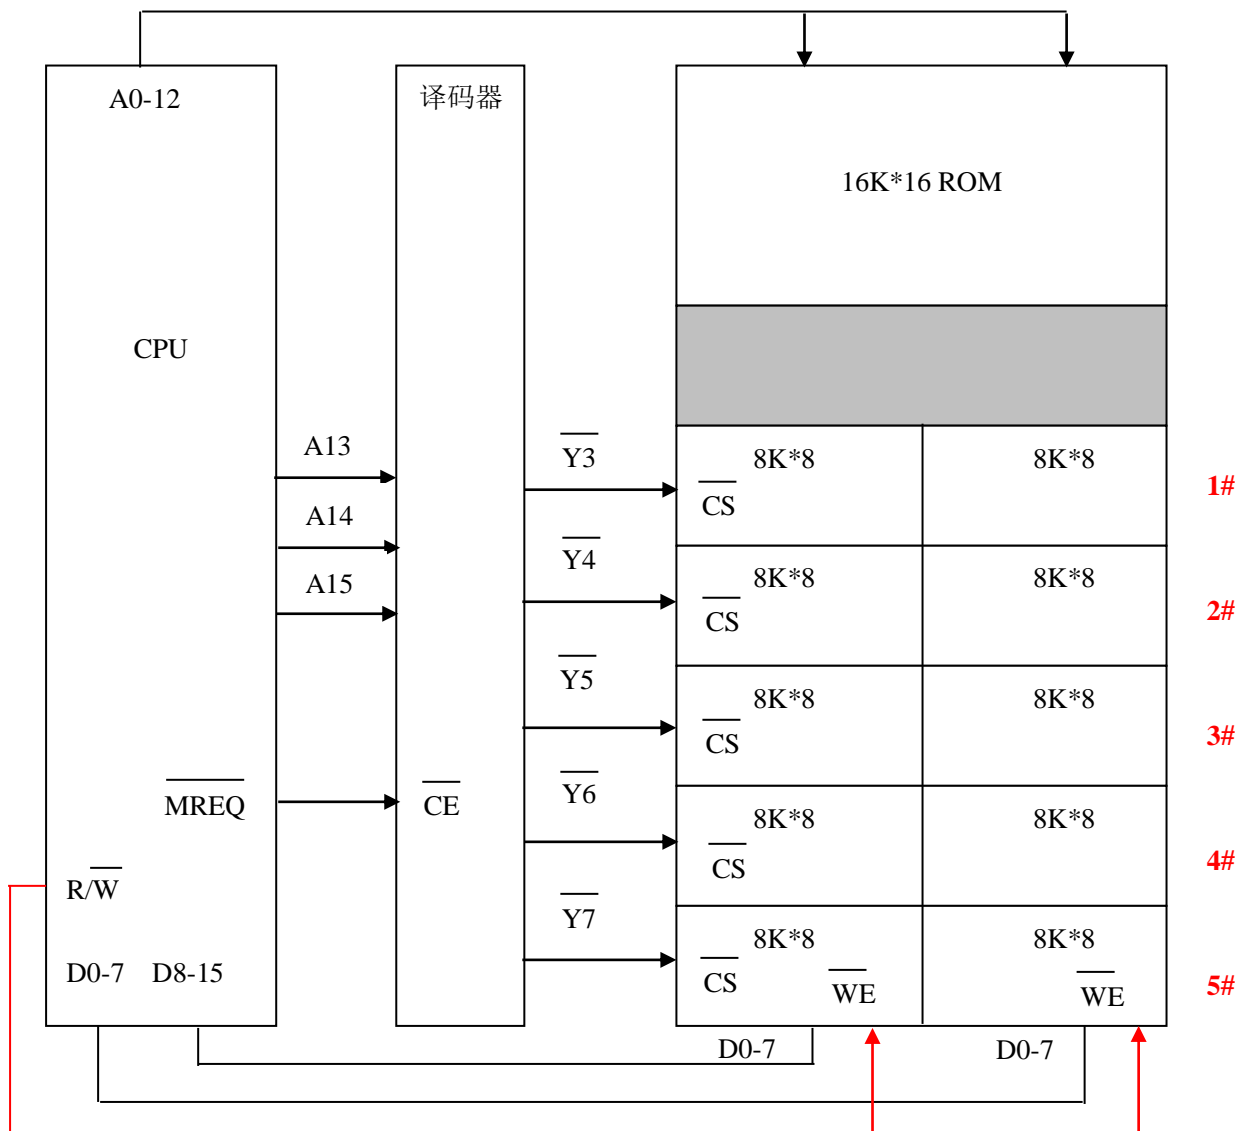 A0-12
译码器
16K*16 ROM
CPU
A13
A14
A15
MREQ
CE
R/W
D0-7 D8-15
Y3
Y4
Y5
Y6
Y7
8K*8 8K*8
CS
1#
8K*8 8K*8
CS
2#
8K*8 8K*8
CS
3#
8K*8 8K*8
CS
4#
8K*8 8K*8
CS WE WE
5#
D0-7 D0-7